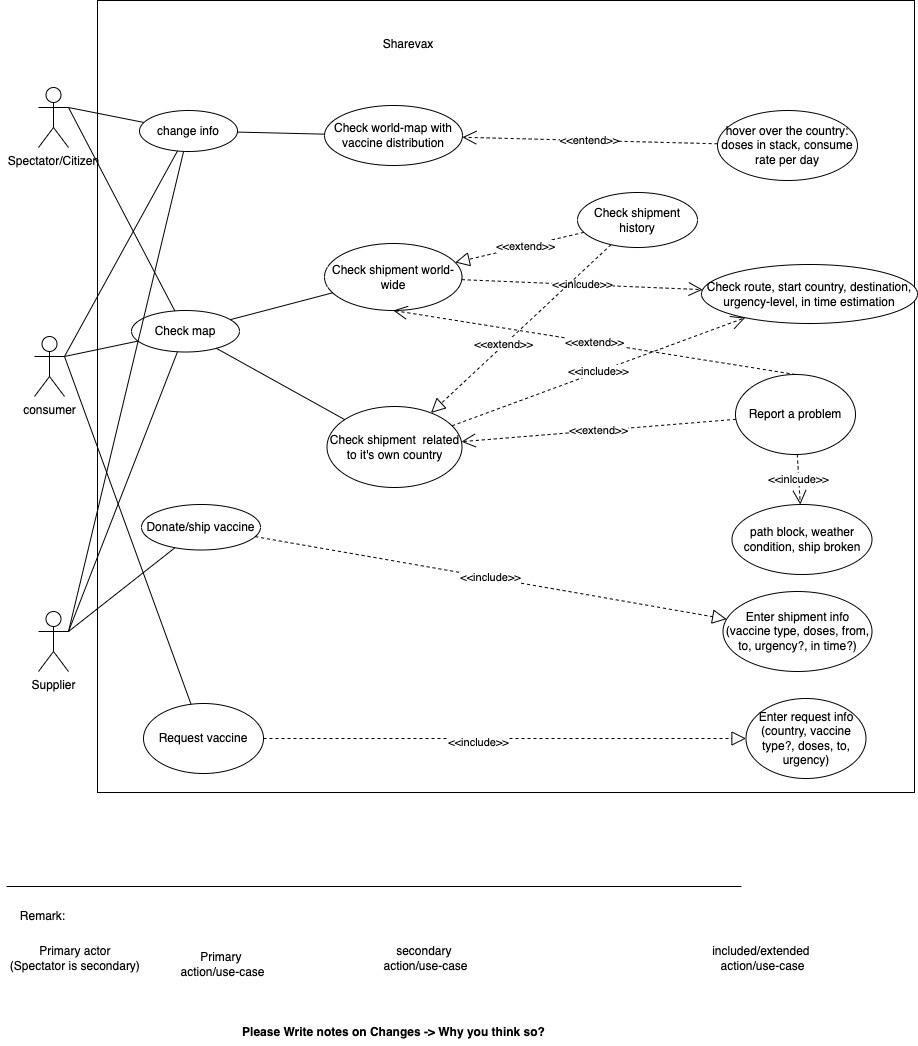 Sharevax
Spectator/Citizen
change info
Check world-map with
vaccine distribution
<<entend>>
hover over the country:
doses in stack, consume
rate per day
Check shipment
history
<<extend>>
Check shipment world-
wide
<<inlcude>>
Check route, start country, destination,
urgency-level, in time estimation
Check map
<<extend>>
<<extend>>
<<include>>
consumer
Report a problem
Check shipment related
to it's own country
<<extend>>
<<inlcude>>
Donate/ship vaccine
path block, weather
condition, ship broken
<<include>>
Enter shipment info
(vaccine type, doses, from,
to, urgency?, in time?)
Supplier
Request vaccine
<<include>>
Enter request info
(country, vaccine
type?, doses, to,
urgency)
Remark:
Primary actor
(Spectator is secondary)
Primary
action/use-case
secondary
action/use-case
included/extended
action/use-case
Please Write notes on Changes -> Why you think so?